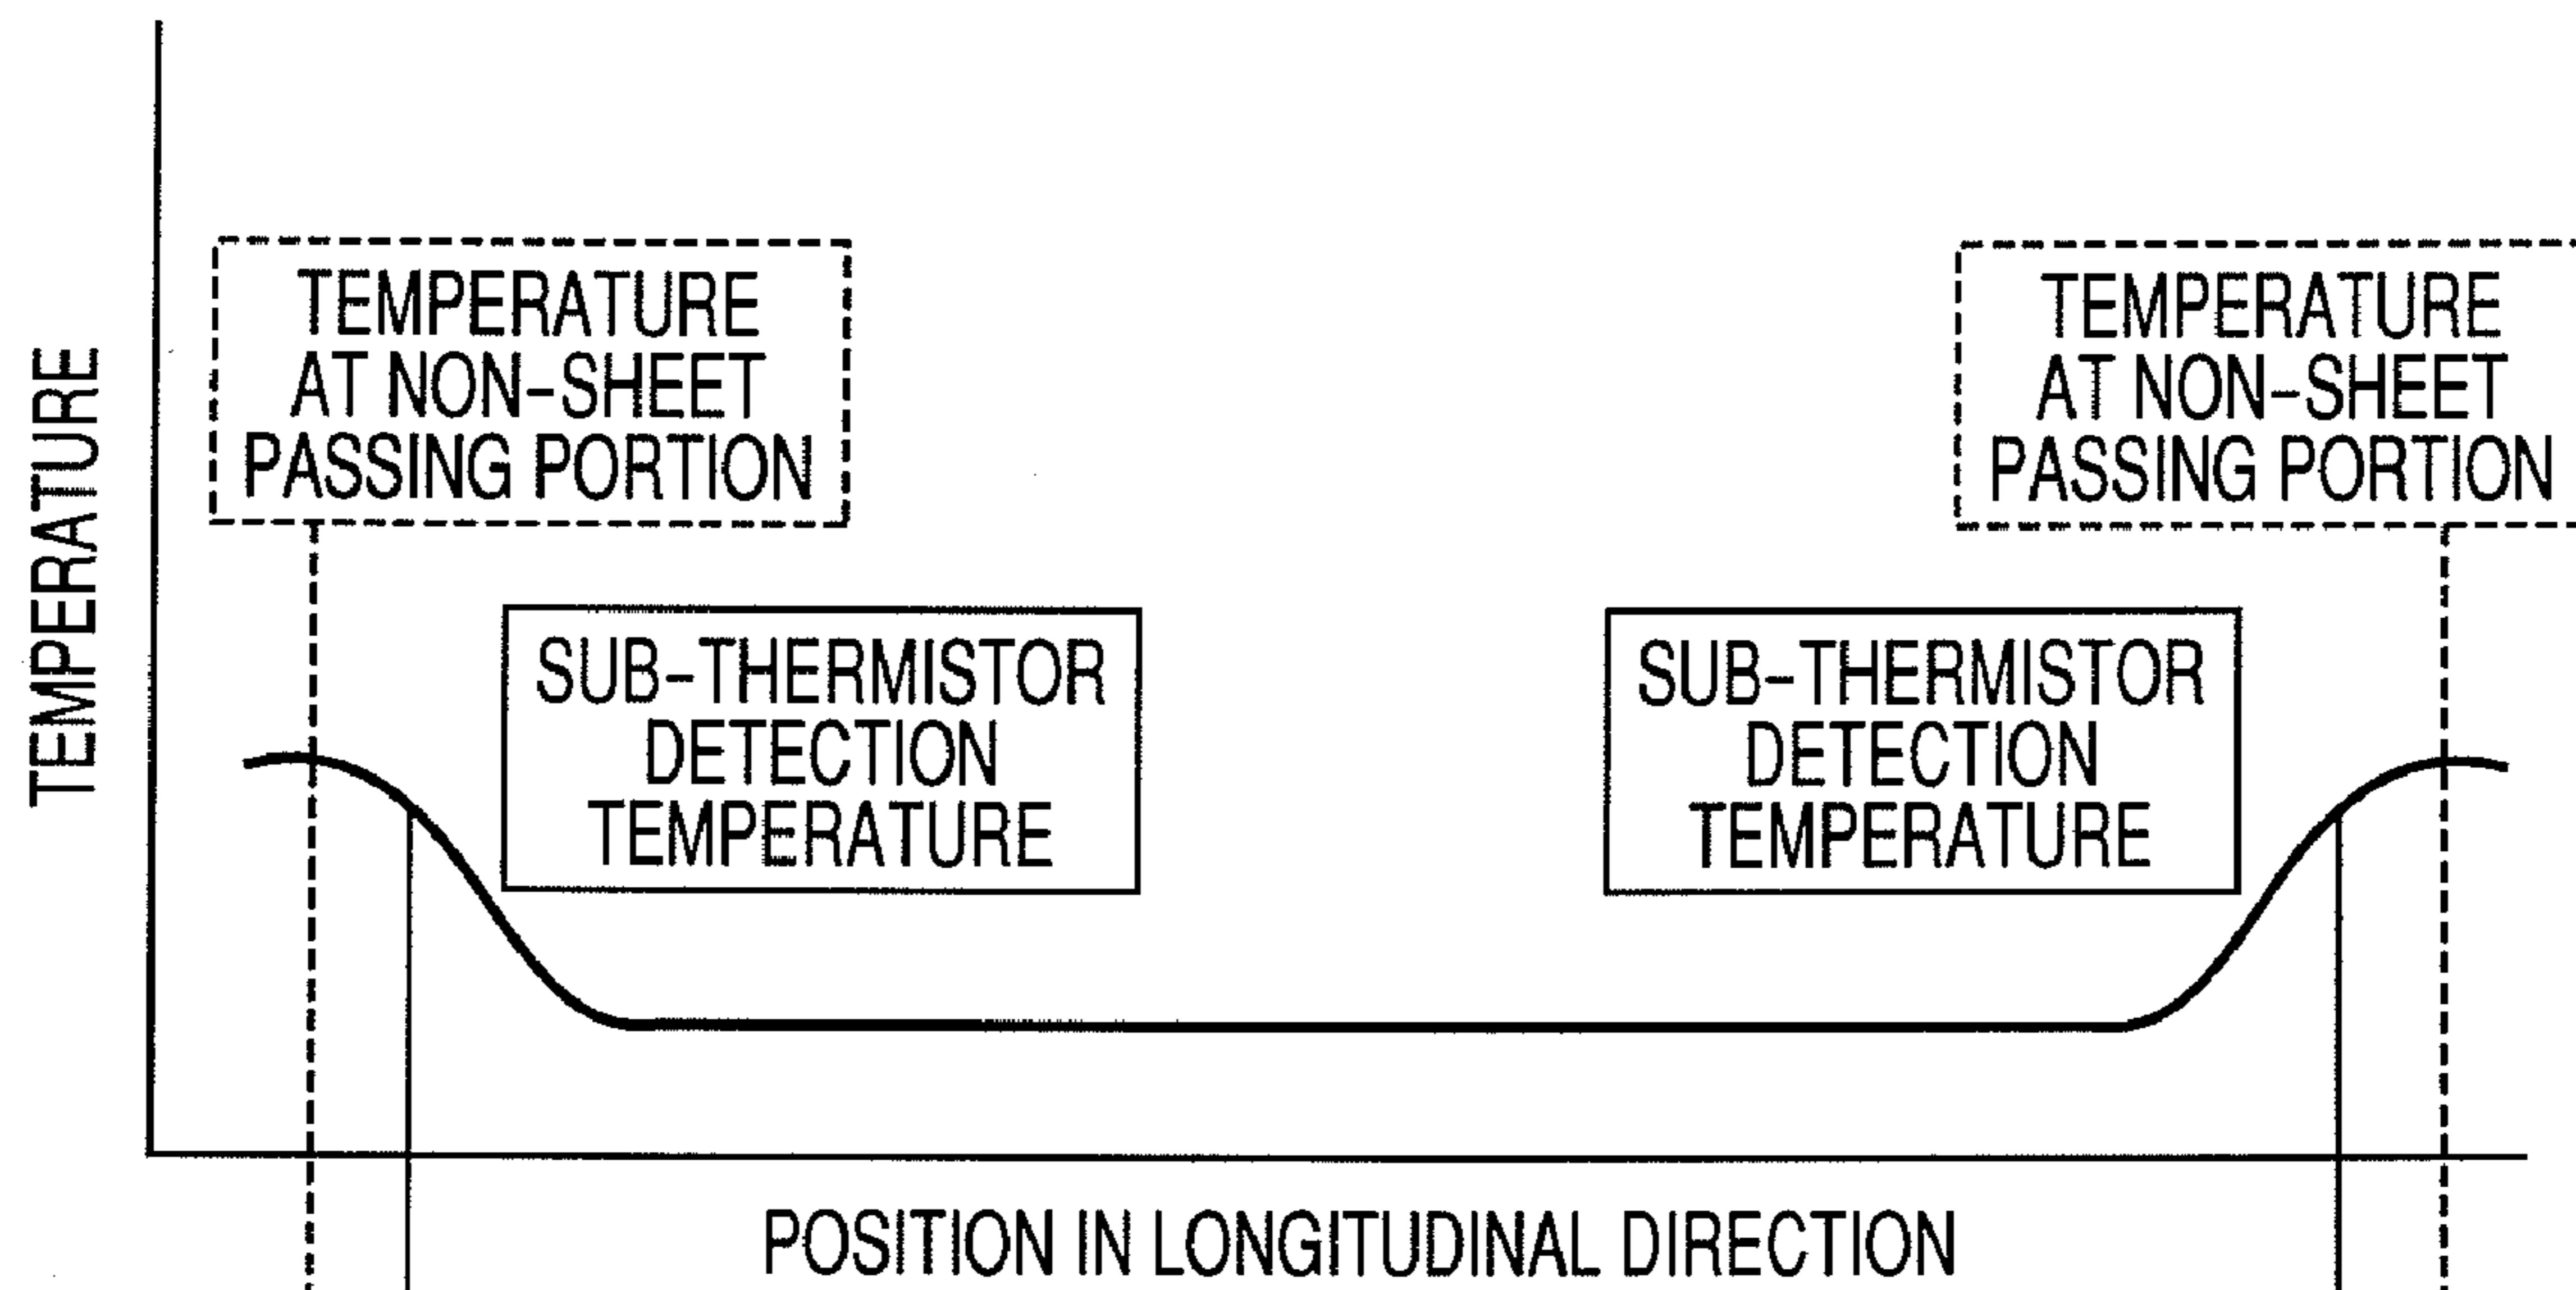 TEMPERATURE
TEMPERATURE
AT NON-SHEET
PASSING PORTION
TEMPERATURE
AT NON-SHEET
PASSING PORTION
SUB-THERMISTOR
DETECTION
TEMPERATURE
SUB-THERMISTOR
DETECTION
TEMPERATURE
POSITION IN LONGITUDINAL DIRECTION